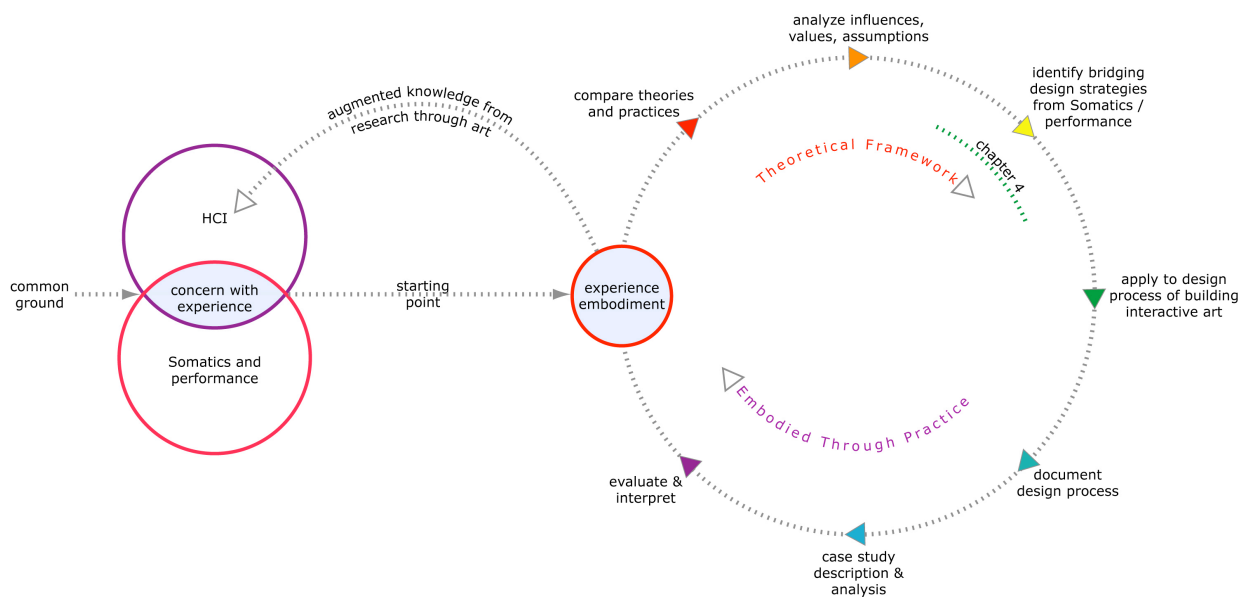 common
ground
HCI
concern with
experience
Somatics and
performance
augmented knowledge from
research through art
starting
point
experience
embodiment
compare theories
and practices
analyze influences,
values, assumptions
identify bridging
design strategies
from Somatics /
performance
Theoretical Framework
chapter 4
apply to design
process of building
interactive art
Embodied Through Practice
document
design process
case study
description &
analysis
evaluate &
interpret